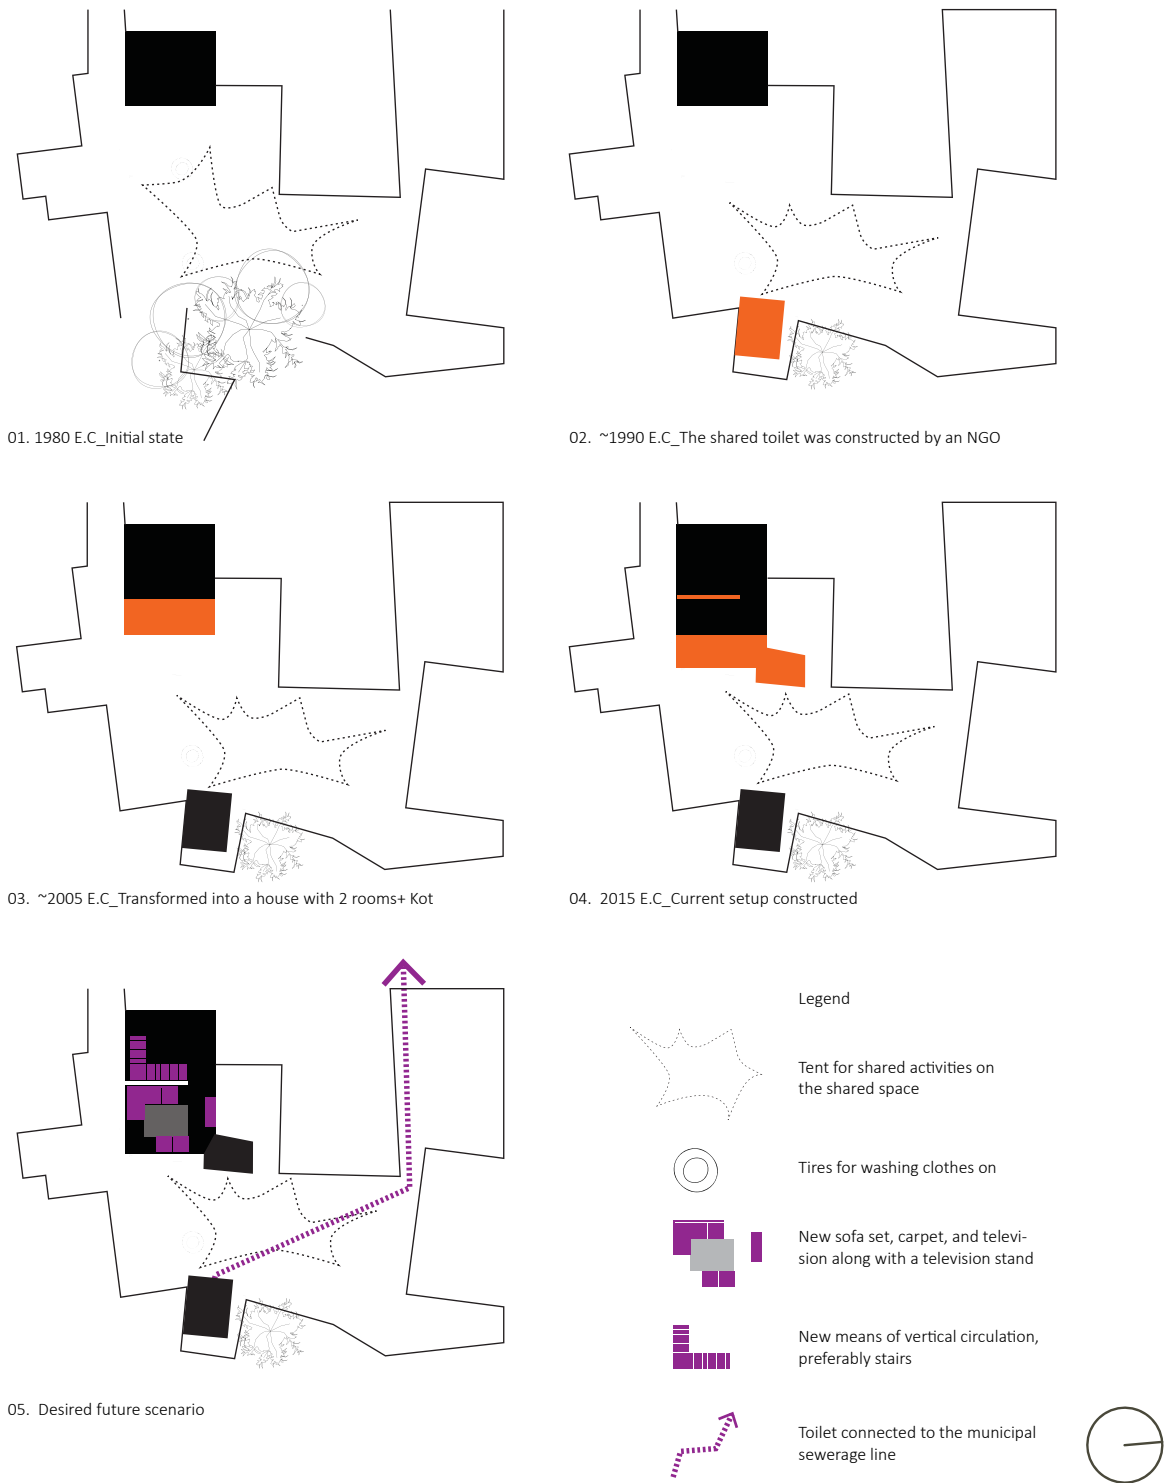 01. 1980 E.C_Initial state
02. ~1990 E.C_The shared toilet was constructed by an NGO
03. ~2005 E.C_Transformed into a house with 2 rooms+ Kot
04. 2015 E.C_Current setup constructed
05. Desired future scenario
Legend
Tent for shared activities on
the shared space
Tires for washing clothes on
New sofa set, carpet, and televi-
sion along with a television stand
New means of vertical circulation,
preferably stairs
Toilet connected to the municipal
sewerage line